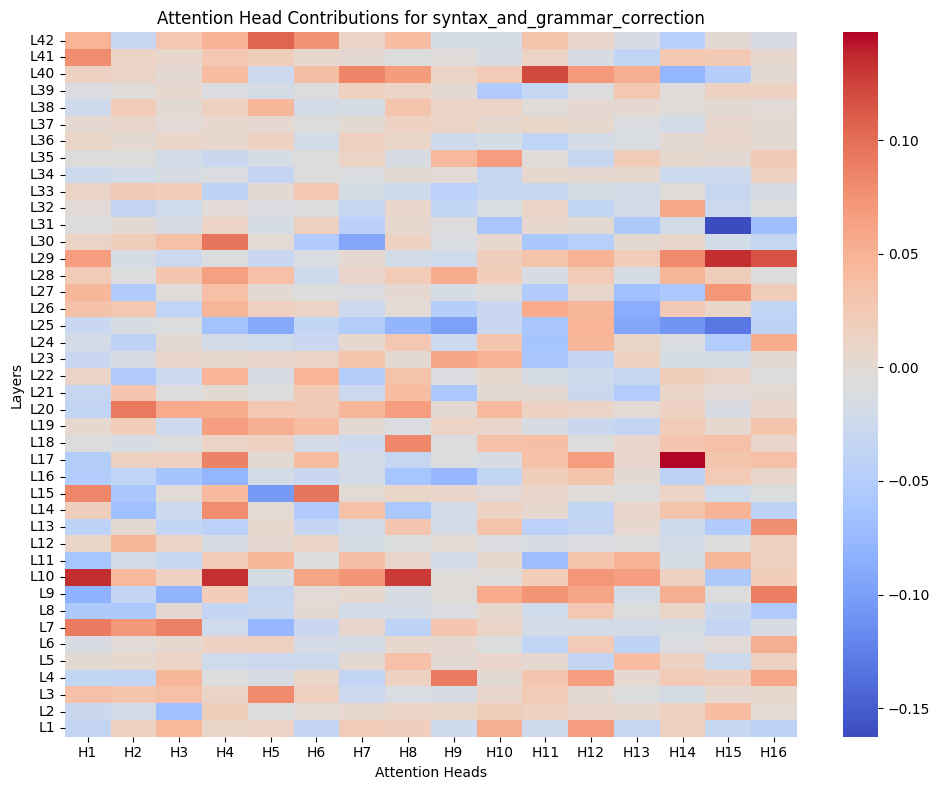 Attention Head Contributions for syntax_and_grammar_correction
Layers
L42
L41
L40
L39
L38
L37
L36
L35
L34
L33
L32
L31
L30
L29
L28
L27
L26
L25
L24
L23
L22
L21
L20
L19
L18
L17
L16
L15
L14
L13
L12
L11
L10
L9
L8
L7
L6
L5
L4
L3
L2
L1
H1 H2 H3 H4 H5 H6 H7 H8 H9 H10 H11 H12 H13 H14 H15 H16
Attention Heads
0.10
0.05
0.00
−0.05
−0.10
−0.15